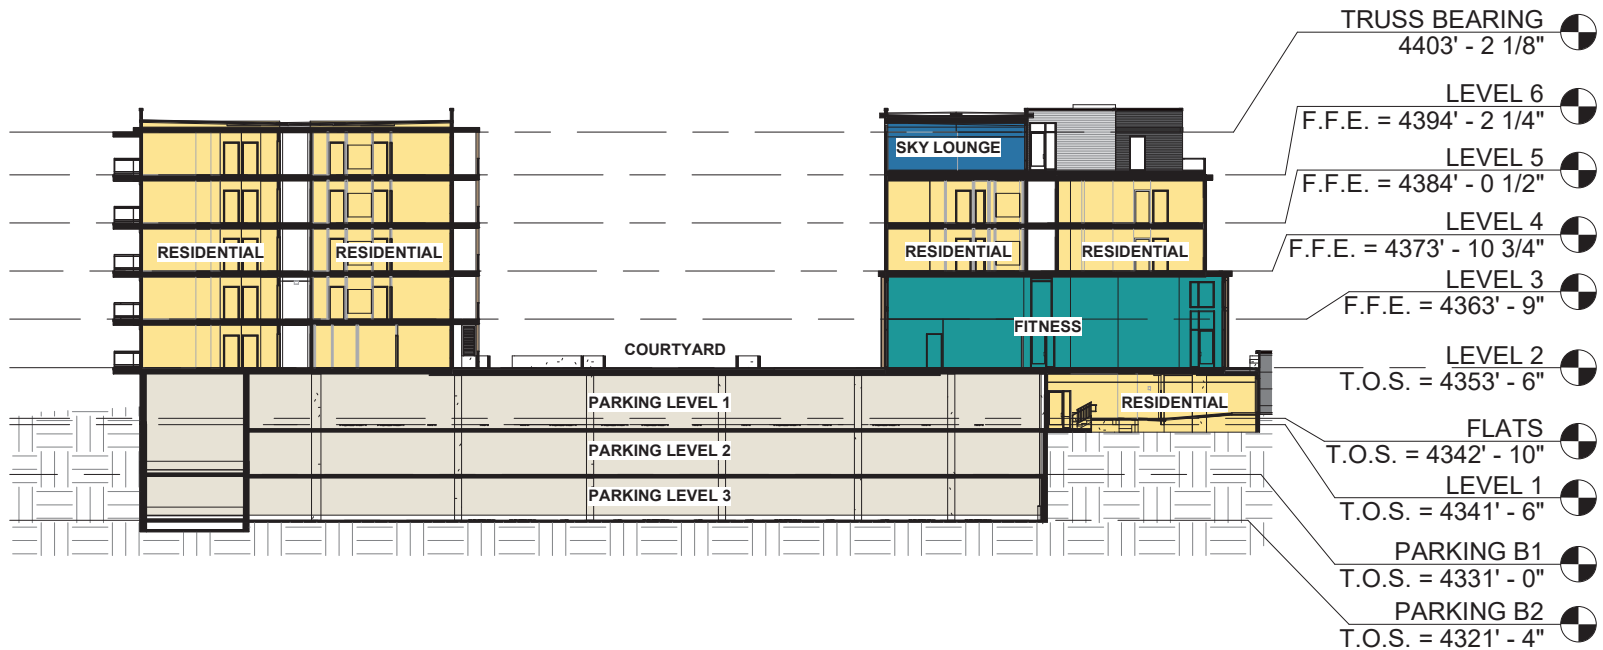 TRUSS BEARING
4403' - 2 1/8"
LEVEL 6
F.F.E. = 4394' - 2 1/4"
SKY LOUNGE
LEVEL 5
F.F.E. = 4384' - 0 1/2"
LEVEL 4
F.F.E. = 4373' - 10 3/4"
RESIDENTIAL
RESIDENTIAL
RESIDENTIAL
RESIDENTIAL
LEVEL 3
F.F.E. = 4363' - 9"
FITNESS
COURTYARD
LEVEL 2
T.O.S. = 4353' - 6"
PARKING LEVEL 1
RESIDENTIAL
FLATS
T.O.S. = 4342' - 10"
PARKING LEVEL 2
LEVEL 1
T.O.S. = 4341' - 6"
PARKING LEVEL 3
PARKING B1
T.O.S. = 4331' - 0"
PARKING B2
T.O.S. = 4321' - 4"